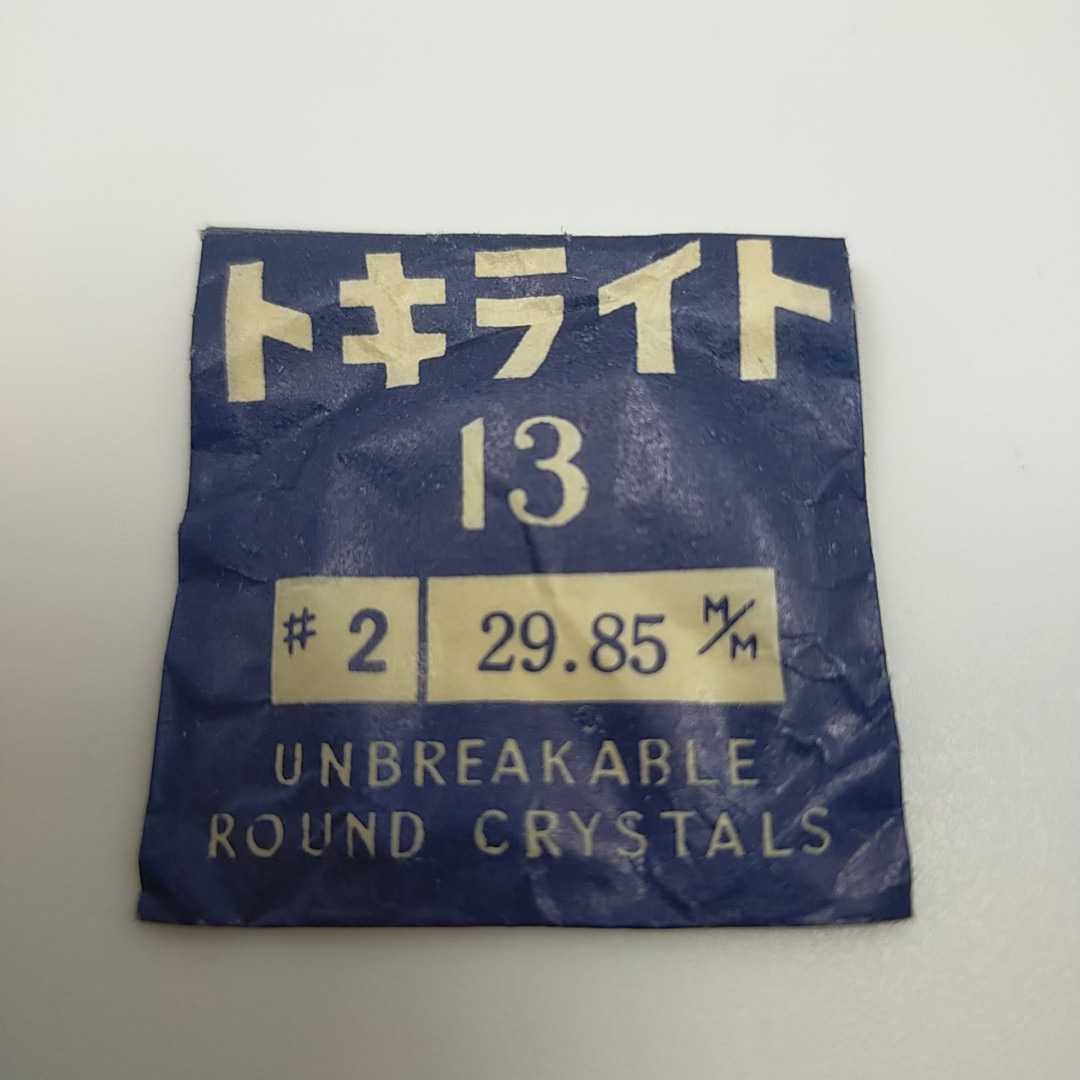 トキライト
13
# 2 29.85 M/M
UNBREAKABLE
ROUND CRYSTALS